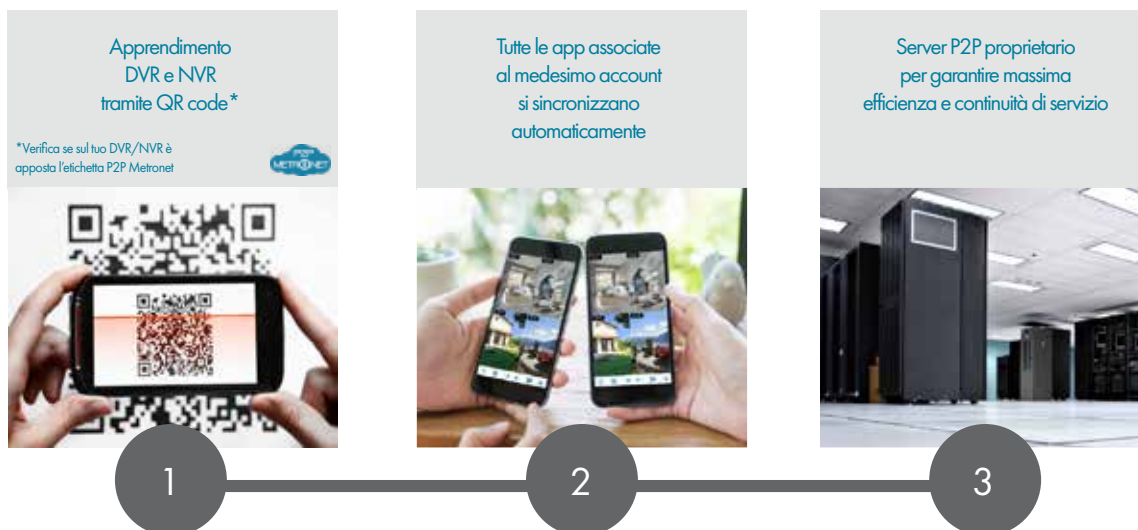 Apprendimento
DVR e NVR
tramite QR code*
*Verifica se sul tuo DVR/NVR è
apposta l'etichetta P2P Metronet
P2P
METRONET
Tutte le app associate
al medesimo account
si sincronizzano
automaticamente
Server P2P proprietario
per garantire massima
efficienza e continuità di servizio
1
2
3